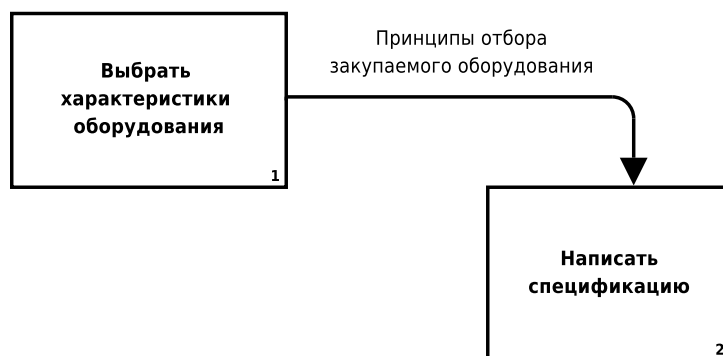 Принципы отбора
закупаемого оборудования
Выбрать
характеристики
оборудования
1
Написать
спецификацию
2